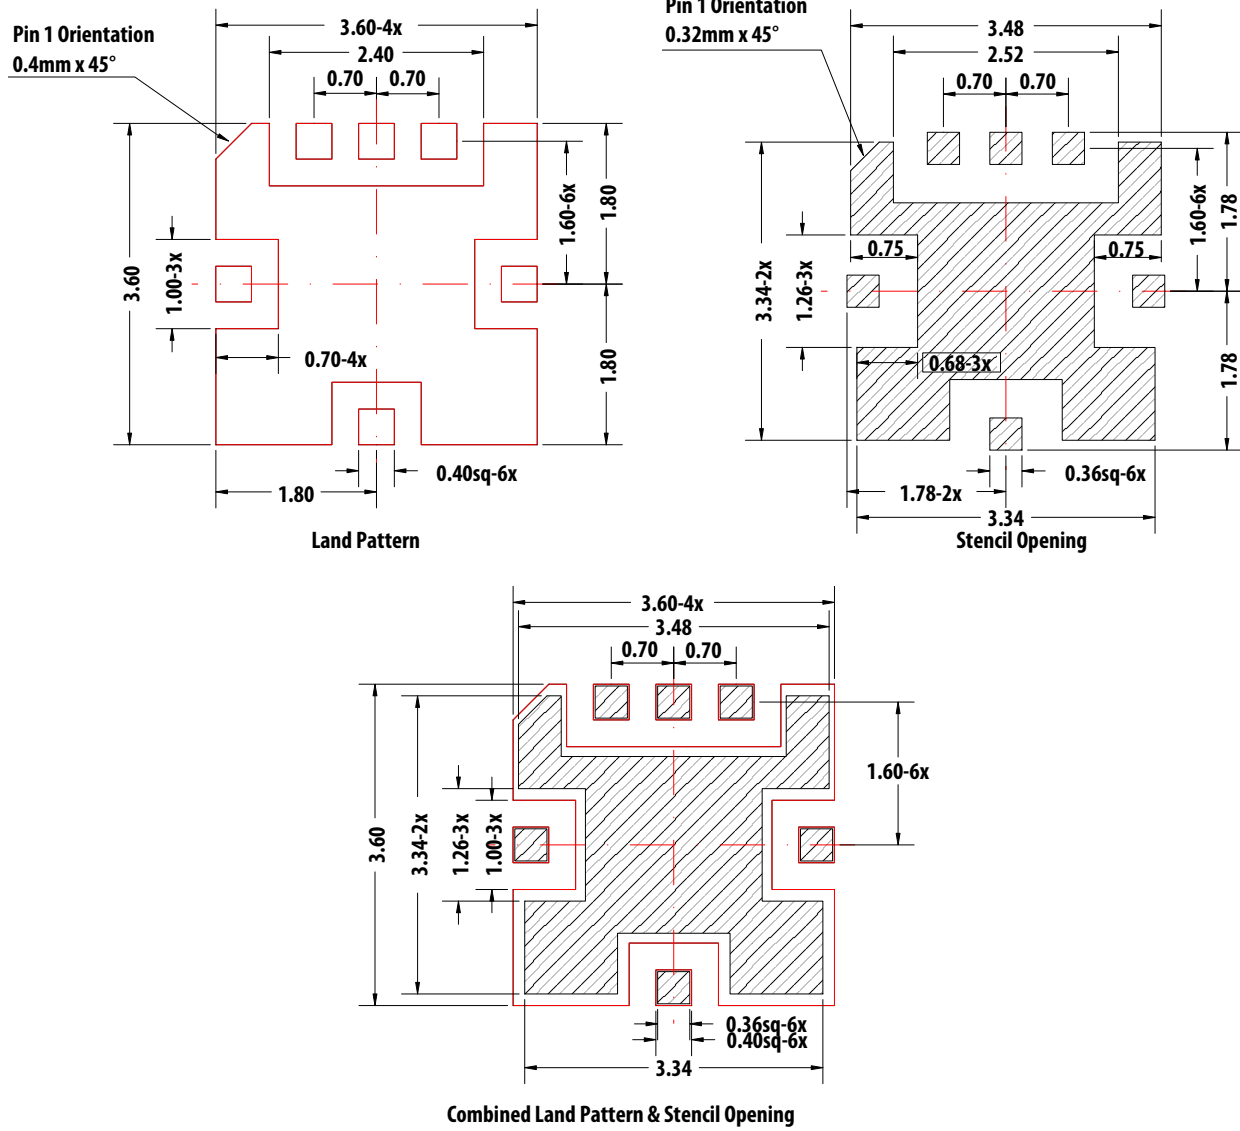 Pin 1 Orientation
0.4mm x 45°
3.60-4x
2.40
0.70
0.70
3.60
1.00-3x
1.60-6x
1.80
1.80
0.70-4x
0.40sq-6x
1.80
Land Pattern
Pin 1 Orientation
0.32mm x 45°
3.48
2.52
0.70
0.70
1.78
1.60-6x
3.34-2x
1.26-3x
0.75
0.75
0.68-3x
1.78
0.36sq-6x
1.78-2x
3.34
Stencil Opening
3.60-4x
3.48
0.70
0.70
1.60-6x
3.60
3.34-2x
1.26-3x
1.00-3x
0.36sq-6x
0.40sq-6x
3.34
Combined Land Pattern & Stencil Opening